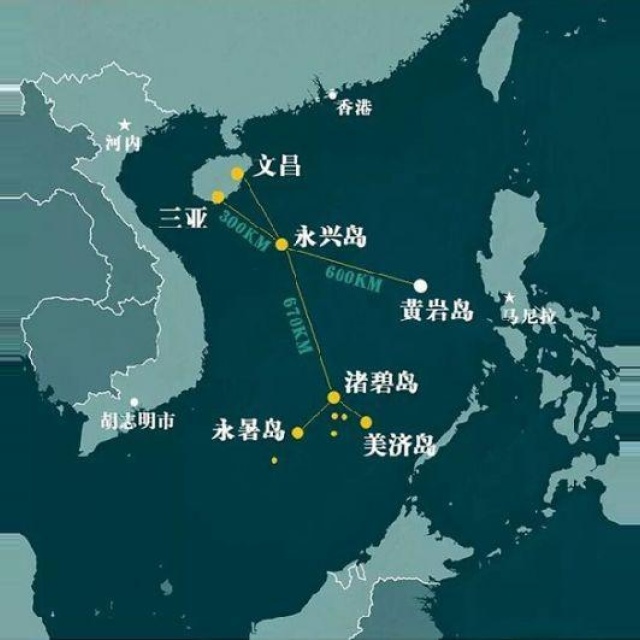 香港
河内
文昌
三亚
300KM
永兴岛
600KM
黄岩岛
马尼拉
670KM
渚碧岛
胡志明市
永暑岛
美济岛